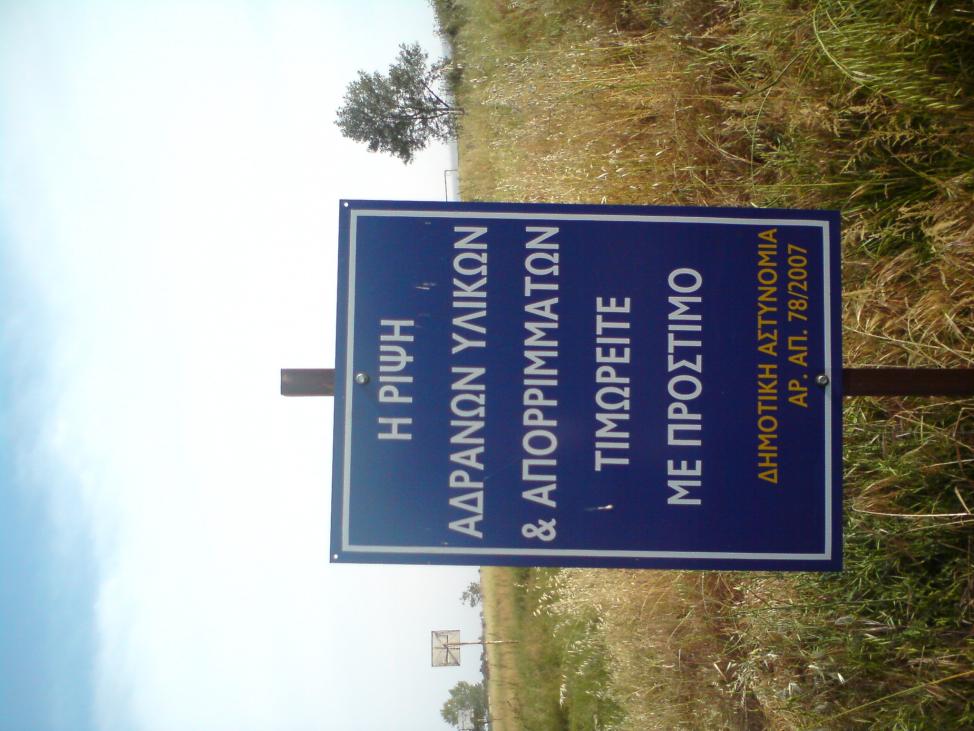 Η ΡΙΨΗ
ΑΔΡΑΝΩΝ ΥΛΙΚΩΝ
& ΑΠΟΡΡΙΜΜΑΤΩΝ
ΤΙΜΩΡΕΙΤΕ
ΜΕ ΠΡΟΣΤΙΜΟ
ΔΗΜΟΤΙΚΗ ΑΣΤΥΝΟΜΙΑ
ΑΡ. ΑΠ. 78/2007